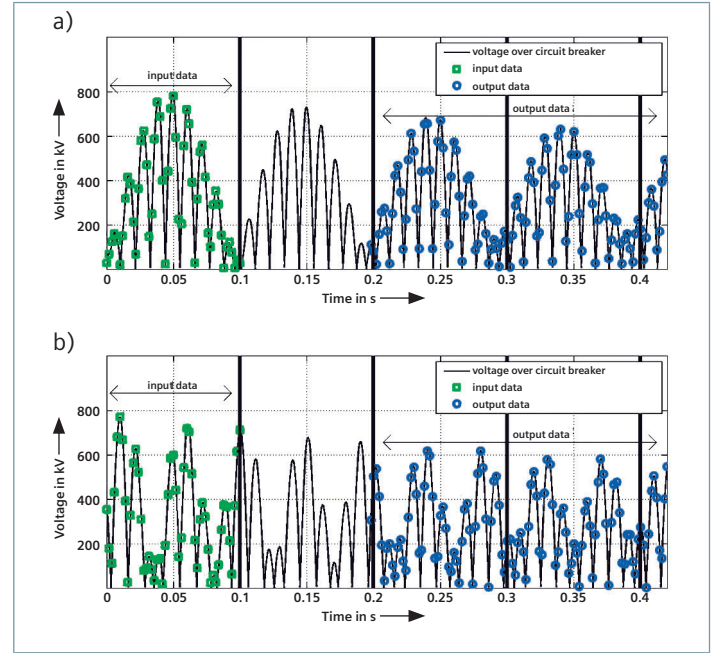 a)
voltage over circuit breaker
input data
output data
input data
output data
Voltage in kV
800
600
400
200
0 0.05 0.1 0.15 0.2 0.25 0.3 0.35 0.4
Time in s
b)
voltage over circuit breaker
input data
output data
input data
output data
Voltage in kV
800
600
400
200
0 0.05 0.1 0.15 0.2 0.25 0.3 0.35 0.4
Time in s